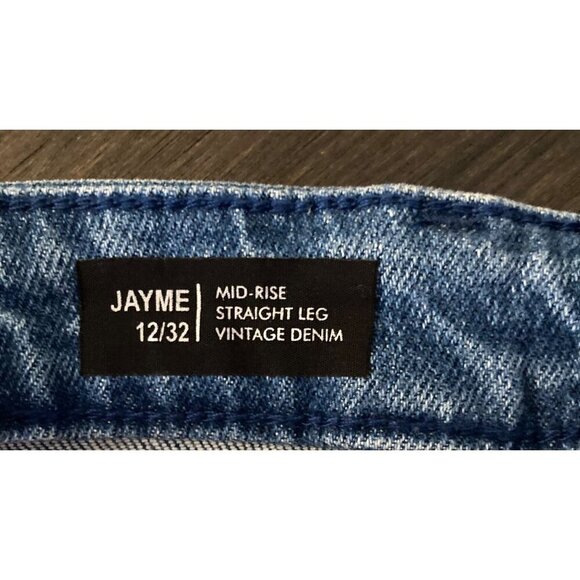 JAYME
12/32
MID-RISE
STRAIGHT LEG
VINTAGE DENIM